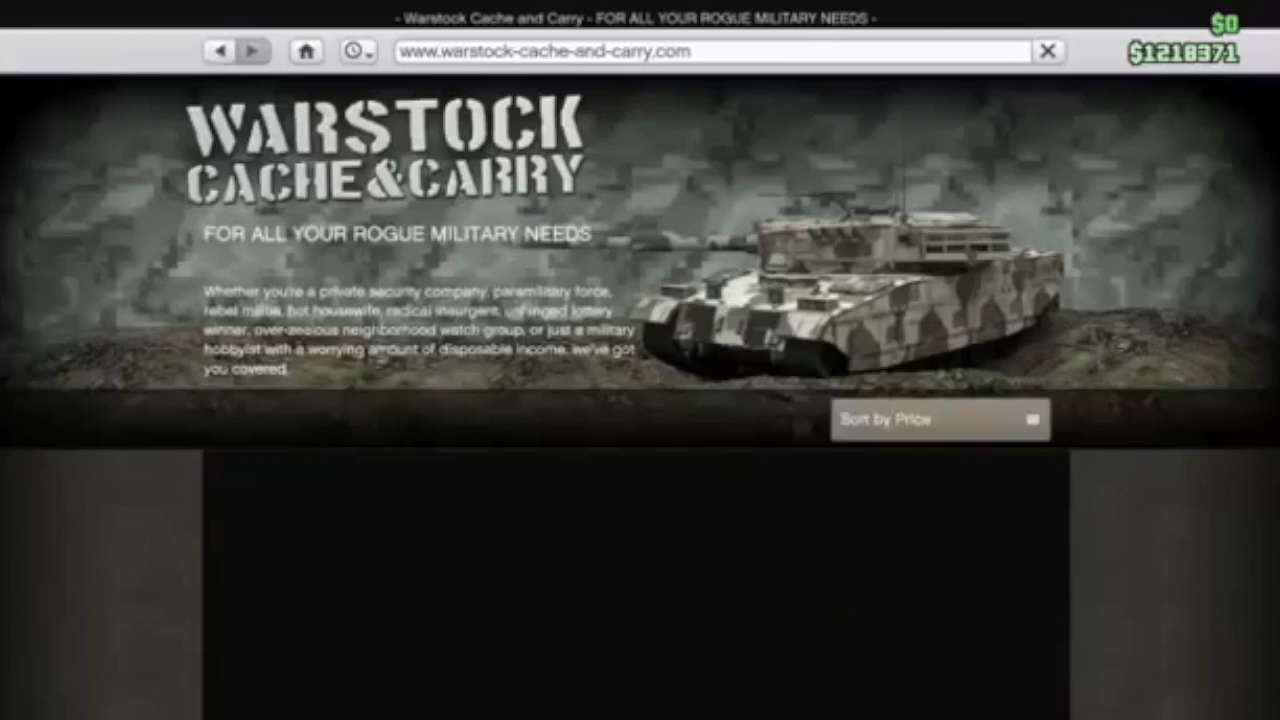 - Warstock Cache and Carry - FOR ALL YOUR ROGUE MILITARY NEEDS -
$0
www.warstock-cache-and-carry.com
$1218371
WARSTOCK
CACHE&CARRY
FOR ALL YOUR ROGUE MILITARY NEEDS
Whether you're a private security company, paramilitary force,
rebel militia, hot housewife, radical insurgent, unhinged lottery
winner, over-zealous neighborhood watch group, or just a military
hobbyist with a worrying amount of disposable income, we've got
you covered.
Sort by Price